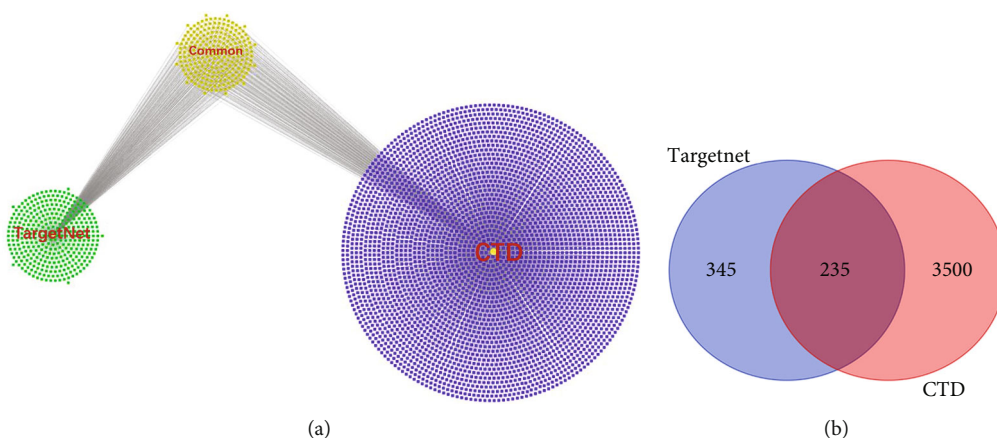 Common
TargetNet
CTD
(a)
Targetnet
345
235
3500
CTD
(b)